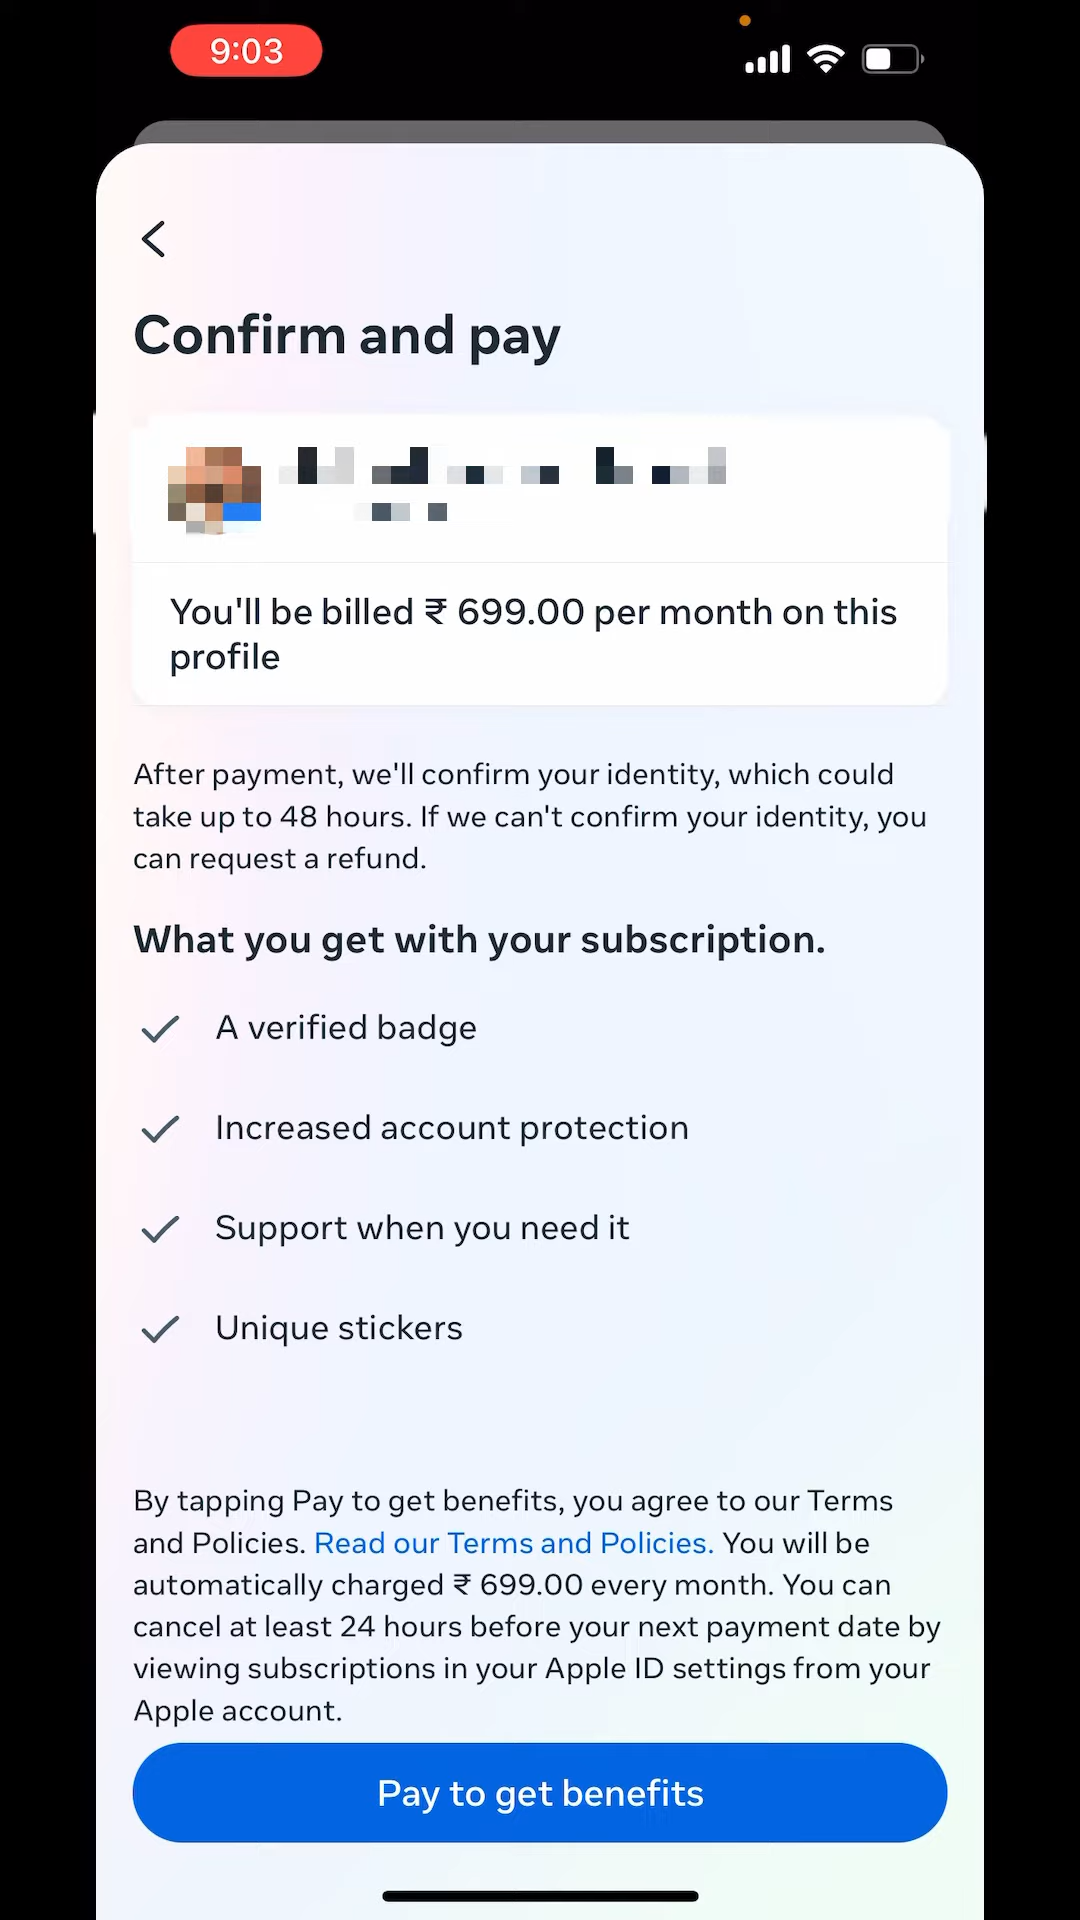 9:03
Confirm and pay
You'll be billed ₹ 699.00 per month on this
profile
After payment, we'll confirm your identity, which could
take up to 48 hours. If we can't confirm your identity, you
can request a refund.
What you get with your subscription.
A verified badge
Increased account protection
Support when you need it
Unique stickers
By tapping Pay to get benefits, you agree to our Terms
and Policies. Read our Terms and Policies. You will be
automatically charged ₹ 699.00 every month. You can
cancel at least 24 hours before your next payment date by
viewing subscriptions in your Apple ID settings from your
Apple account.
Pay to get benefits